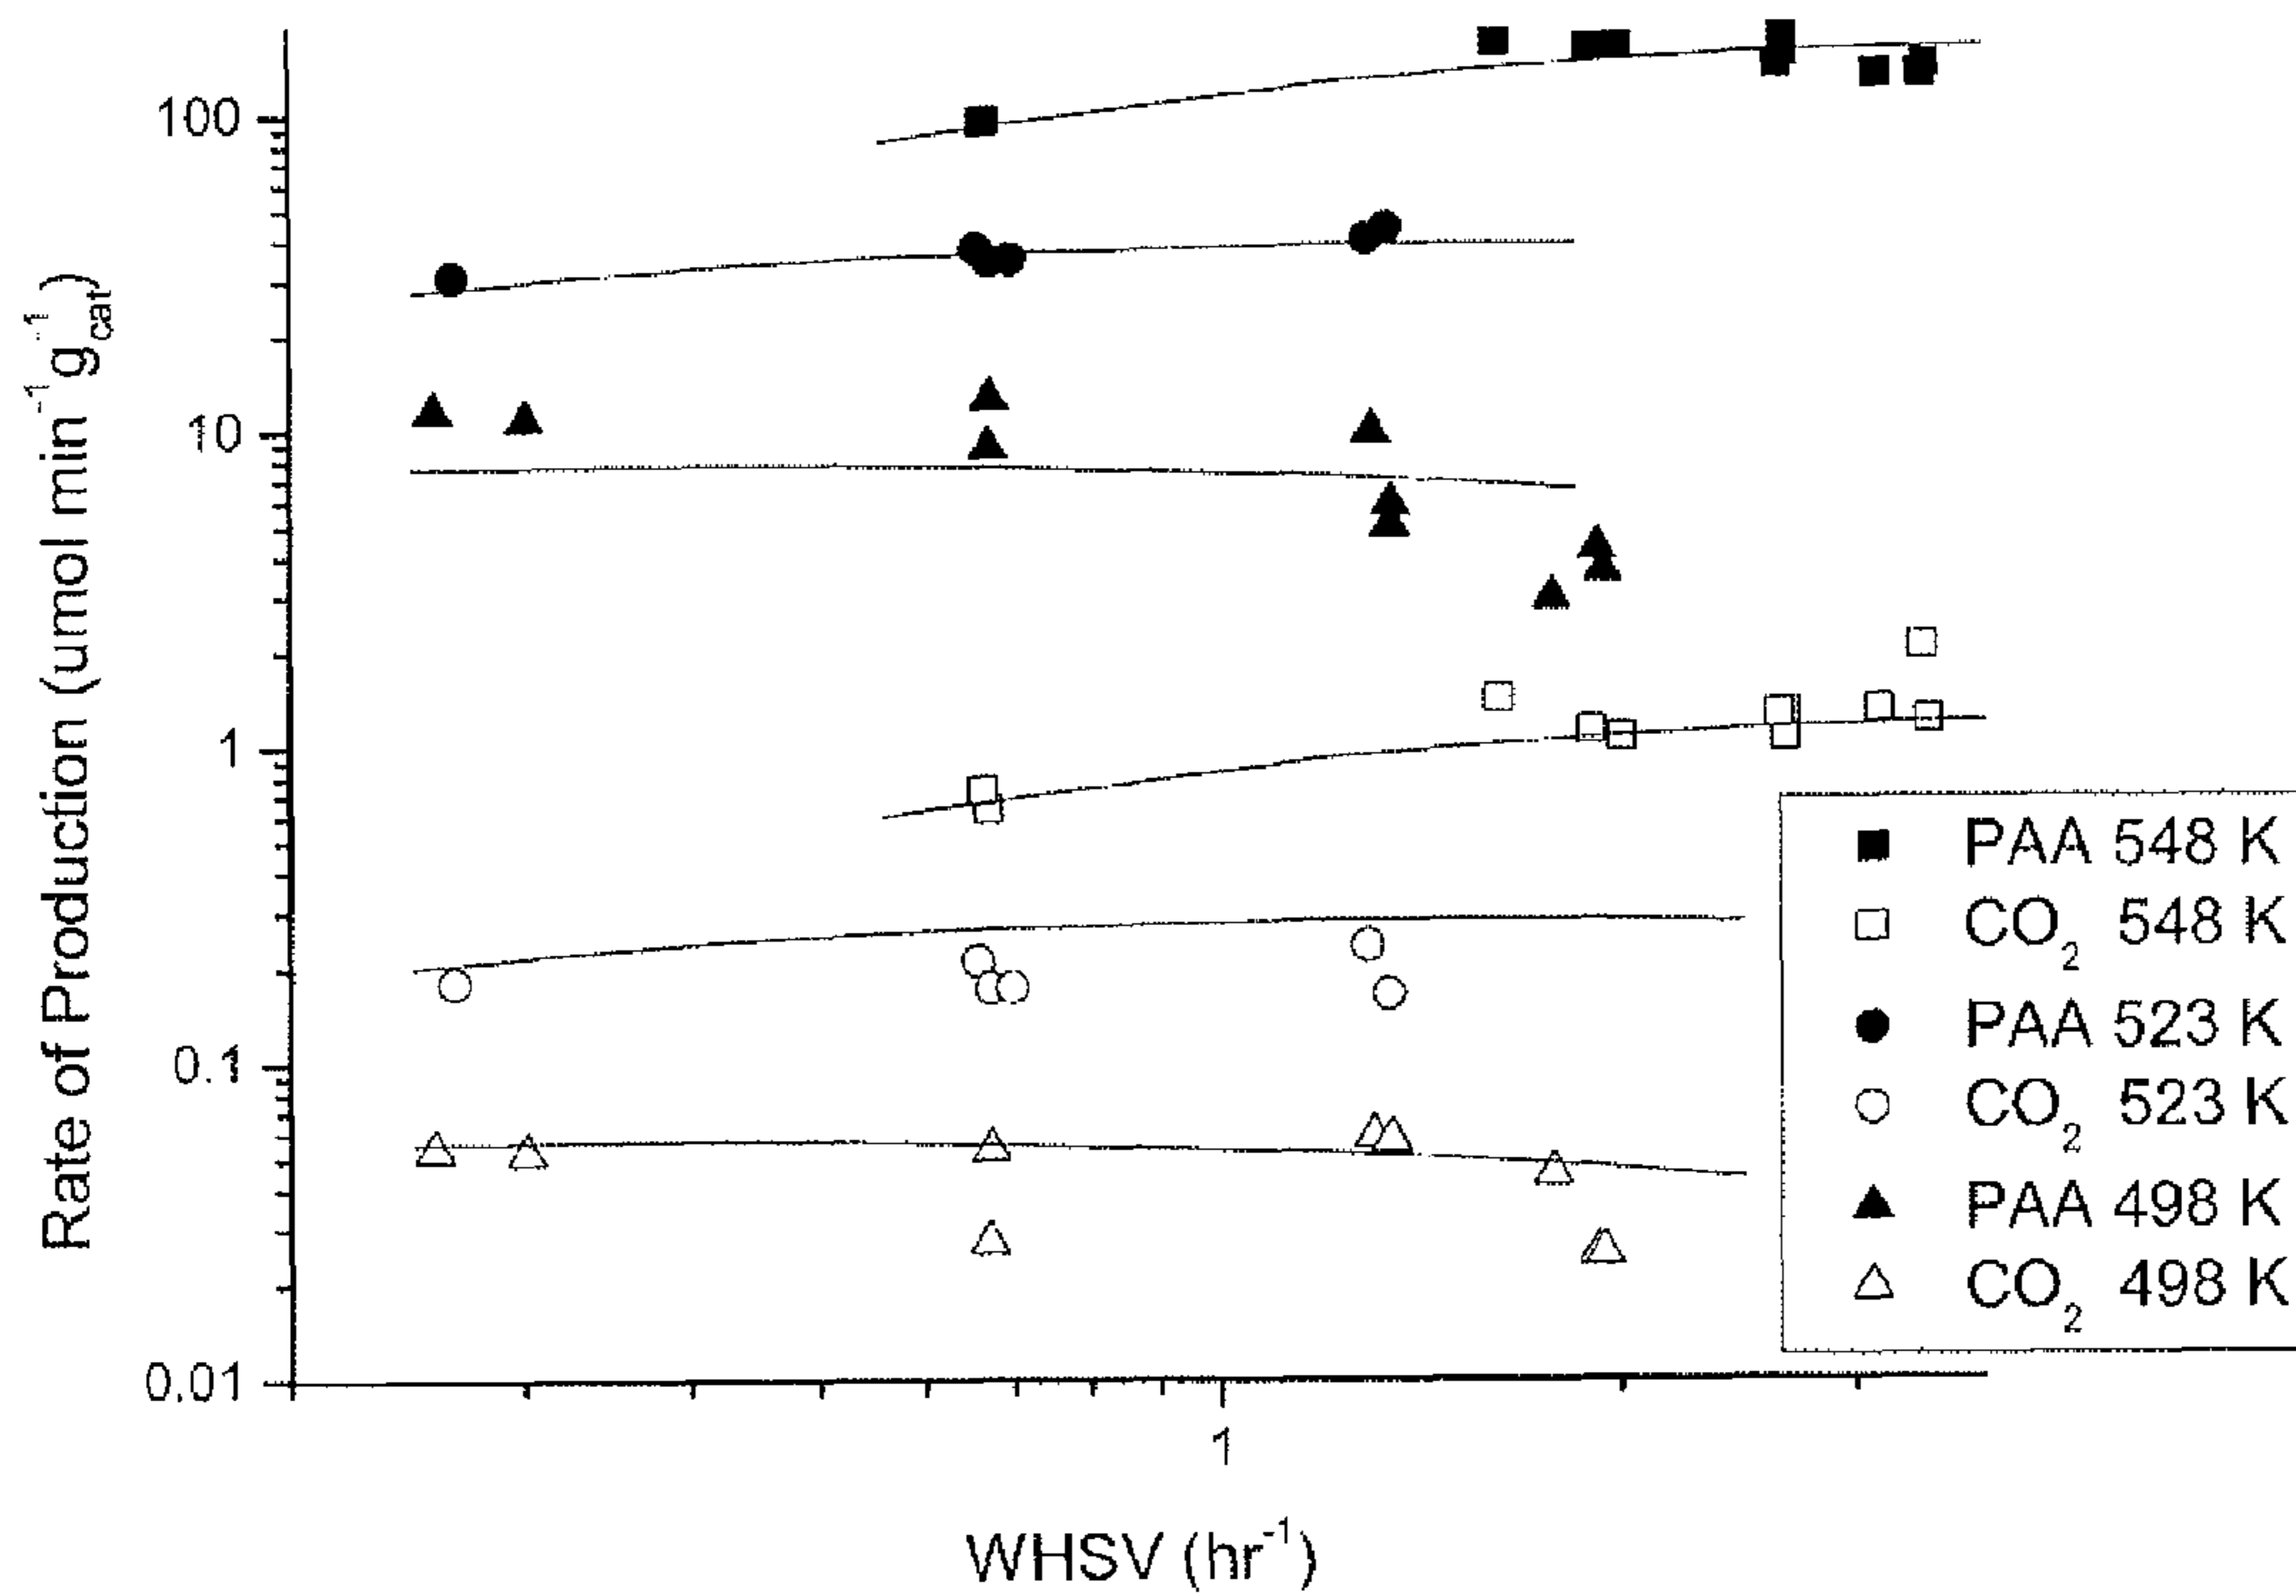 100
10
1
0.1
0.01
Rate of Production (umol min⁻¹ g_cat⁻¹)
1
WHSV (hr⁻¹)
PAA 548 K
CO₂ 548 K
PAA 523 K
CO₂ 523 K
PAA 498 K
CO₂ 498 K